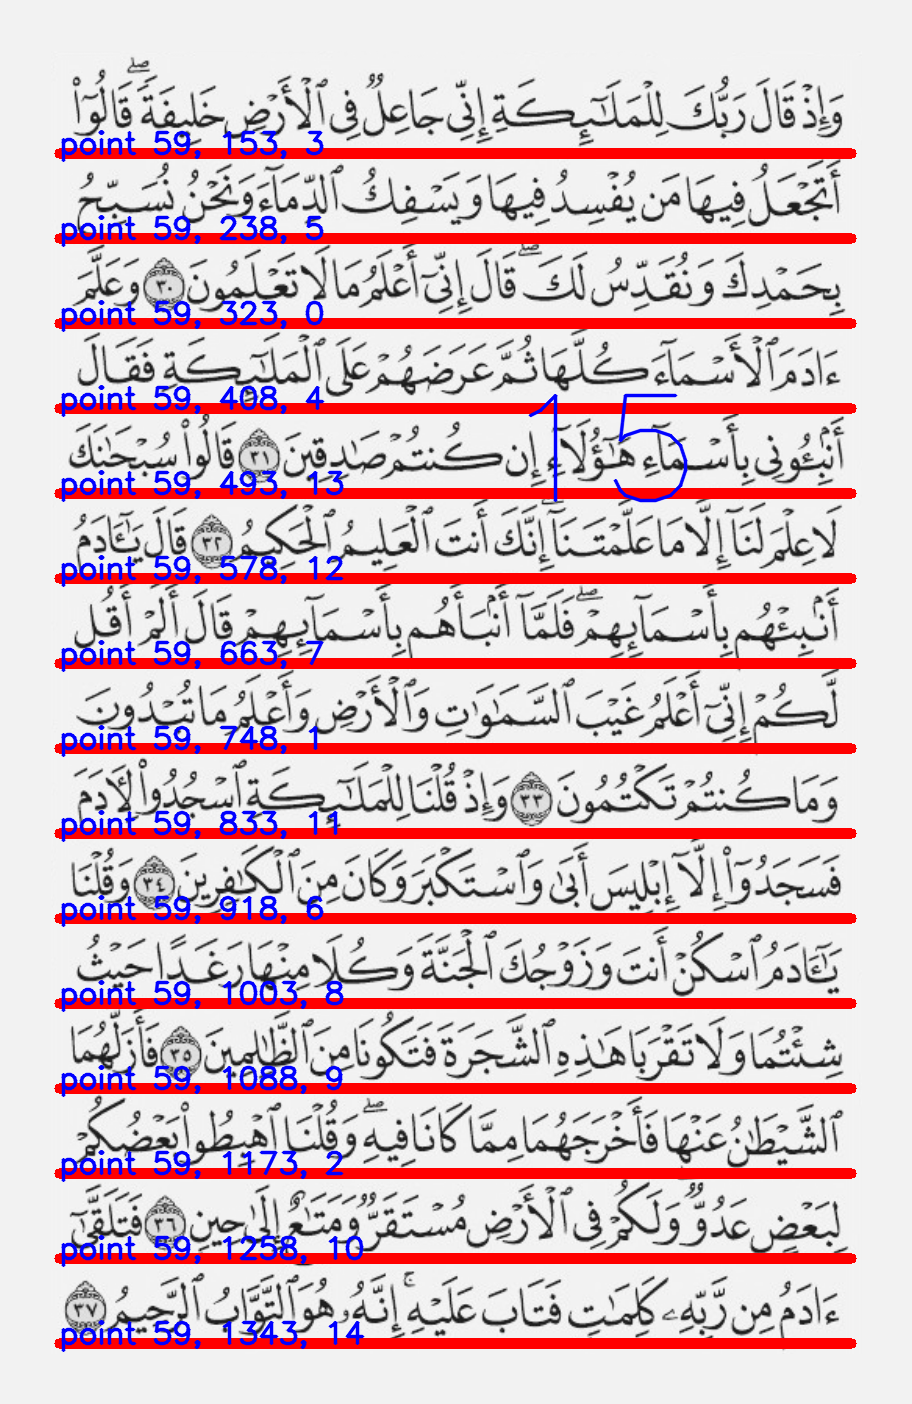 وَإِذْ قَالَ رَبُّكَ لِلْمَلَٰٓئِكَةِ إِنِّي جَاعِلٌ فِي ٱلْأَرْضِ خَلِيفَةً ۖ قَالُوٓا۟
point 59, 153, 3
أَتَجْعَلُ فِيهَا مَن يُفْسِدُ فِيهَا وَيَسْفِكُ ٱلدِّمَآءَ وَنَحْنُ نُسَبِّحُ
point 59, 238, 5
بِحَمْدِكَ وَنُقَدِّسُ لَكَ ۖ قَالَ إِنِّيٓ أَعْلَمُ مَا لَا تَعْلَمُونَ ٣٠ وَعَلَّمَ
point 59, 323, 0
ءَادَمَ ٱلْأَسْمَآءَ كُلَّهَا ثُمَّ عَرَضَهُمْ عَلَى ٱلْمَلَٰٓئِكَةِ فَقَالَ
point 59, 408, 4
15
أَنۢبِـُٔونِي بِأَسْمَآءِ هَٰٓؤُلَآءِ إِن كُنتُمْ صَٰدِقِينَ ٣١ قَالُوا۟ سُبْحَٰنَكَ
point 59, 493, 13
لَا عِلْمَ لَنَآ إِلَّا مَا عَلَّمْتَنَآ ۖ إِنَّكَ أَنتَ ٱلْعَلِيمُ ٱلْحَكِيمُ ٣٢ قَالَ يَٰٓـَٔادَمُ
point 59, 578, 12
أَنۢبِئْهُم بِأَسْمَآئِهِمْ ۖ فَلَمَّآ أَنۢبَأَهُم بِأَسْمَآئِهِمْ قَالَ أَلَمْ أَقُل
point 59, 663, 7
لَّكُمْ إِنِّيٓ أَعْلَمُ غَيْبَ ٱلسَّمَٰوَٰتِ وَٱلْأَرْضِ وَأَعْلَمُ مَا تُبْدُونَ
point 59, 748, 1
وَمَا كُنتُمْ تَكْتُمُونَ ٣٣ وَإِذْ قُلْنَا لِلْمَلَٰٓئِكَةِ ٱسْجُدُوا۟ لِـَٔادَمَ
point 59, 833, 11
فَسَجَدُوٓا۟ إِلَّآ إِبْلِيسَ أَبَىٰ وَٱسْتَكْبَرَ وَكَانَ مِنَ ٱلْكَٰفِرِينَ ٣٤ وَقُلْنَا
point 59, 918, 6
يَٰٓـَٔادَمُ ٱسْكُنْ أَنتَ وَزَوْجُكَ ٱلْجَنَّةَ وَكُلَا مِنْهَا رَغَدًا حَيْثُ
point 59, 1003, 8
شِئْتُمَا وَلَا تَقْرَبَا هَٰذِهِ ٱلشَّجَرَةَ فَتَكُونَا مِنَ ٱلظَّٰلِمِينَ ٣٥ فَأَزَلَّهُمَا
point 59, 1088, 9
ٱلشَّيْطَٰنُ عَنْهَا فَأَخْرَجَهُمَا مِمَّا كَانَا فِيهِ ۖ وَقُلْنَا ٱهْبِطُوا۟ بَعْضُكُمْ
point 59, 1173, 2
لِبَعْضٍ عَدُوٌّ ۖ وَلَكُمْ فِي ٱلْأَرْضِ مُسْتَقَرٌّ وَمَتَٰعٌ إِلَىٰ حِينٍ ٣٦ فَتَلَقَّىٰٓ
point 59, 1258, 10
ءَادَمُ مِن رَّبِّهِۦ كَلِمَٰتٍ فَتَابَ عَلَيْهِ ۚ إِنَّهُۥ هُوَ ٱلتَّوَّابُ ٱلرَّحِيمُ ٣٧
point 59, 1343, 14